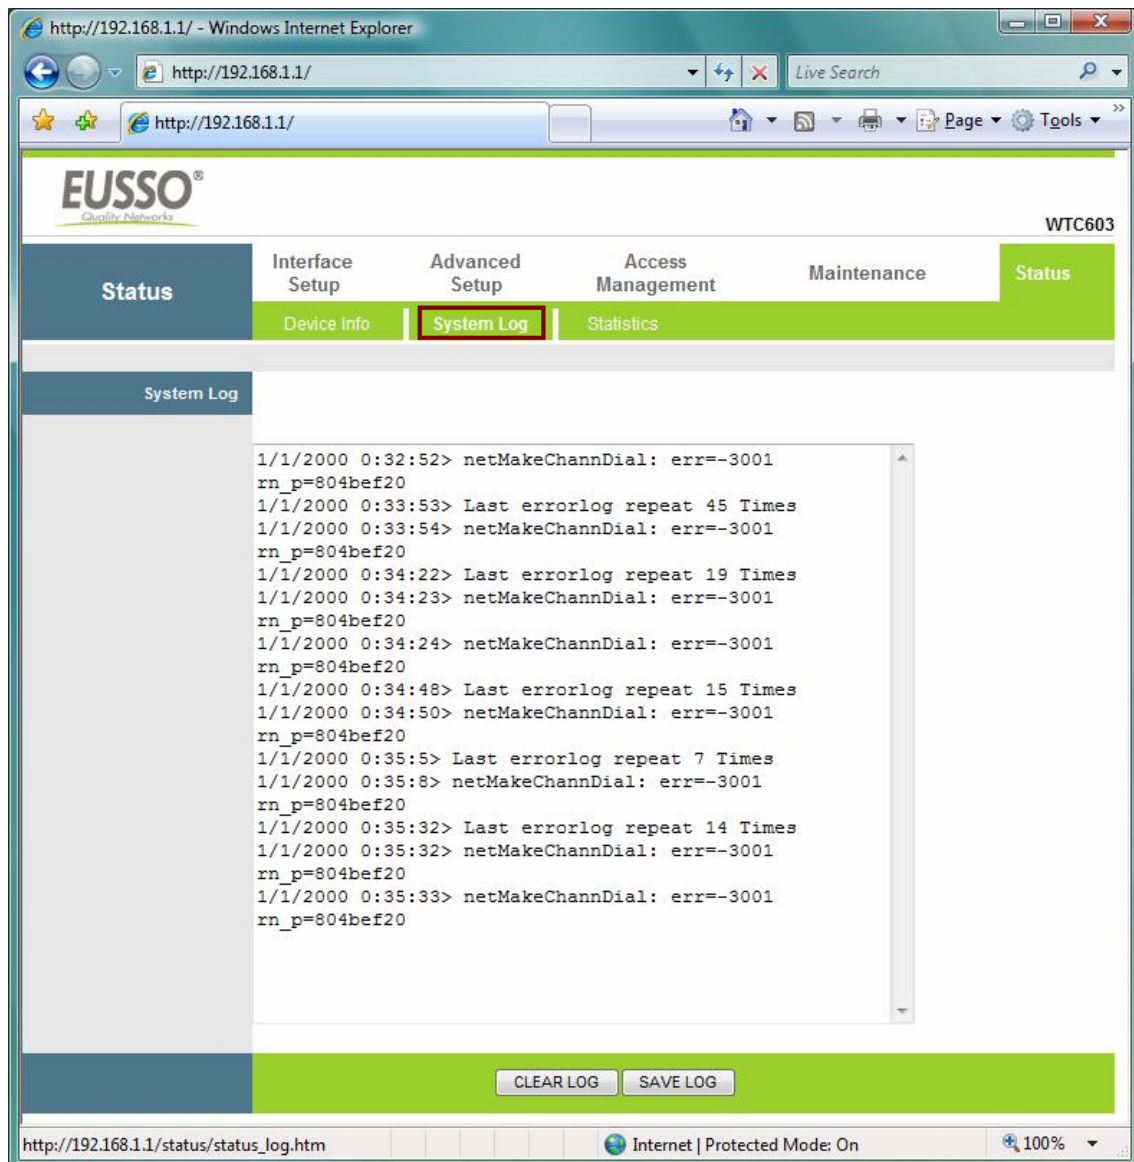 http://192.168.1.1/ - Windows Internet Explorer
http://192.168.1.1/
Live Search
http://192.168.1.1/
Page
Tools
EUSSO®
Quality Networks
WTC603
Status
Interface Setup
Advanced Setup
Access Management
Maintenance
Status
Device Info
System Log
Statistics
System Log
1/1/2000 0:32:52> netMakeChannDial: err=-3001
rn_p=804bef20
1/1/2000 0:33:53> Last errorlog repeat 45 Times
1/1/2000 0:33:54> netMakeChannDial: err=-3001
rn_p=804bef20
1/1/2000 0:34:22> Last errorlog repeat 19 Times
1/1/2000 0:34:23> netMakeChannDial: err=-3001
rn_p=804bef20
1/1/2000 0:34:24> netMakeChannDial: err=-3001
rn_p=804bef20
1/1/2000 0:34:48> Last errorlog repeat 15 Times
1/1/2000 0:34:50> netMakeChannDial: err=-3001
rn_p=804bef20
1/1/2000 0:35:5> Last errorlog repeat 7 Times
1/1/2000 0:35:8> netMakeChannDial: err=-3001
rn_p=804bef20
1/1/2000 0:35:32> Last errorlog repeat 14 Times
1/1/2000 0:35:32> netMakeChannDial: err=-3001
rn_p=804bef20
1/1/2000 0:35:33> netMakeChannDial: err=-3001
rn_p=804bef20
CLEAR LOG
SAVE LOG
http://192.168.1.1/status/status_log.htm
Internet | Protected Mode: On
100%